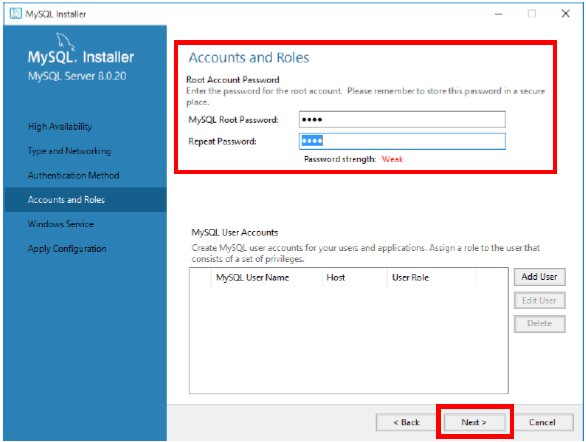 MySQL Installer
MySQL. Installer
MySQL Server 8.0.20
High Availability
Type and Networking
Authentication Method
Accounts and Roles
Windows Service
Apply Configuration
Accounts and Roles
Root Account Password
Enter the password for the root account. Please remember to store this password in a secure
place.
MySQL Root Password: ••••
Repeat Password: ••••
Password strength: Weak
MySQL User Accounts
Create MySQL user accounts for your users and applications. Assign a role to the user that
consists of a set of privileges.
MySQL User Name Host User Role
Add User
Edit User
Delete
< Back Next > Cancel